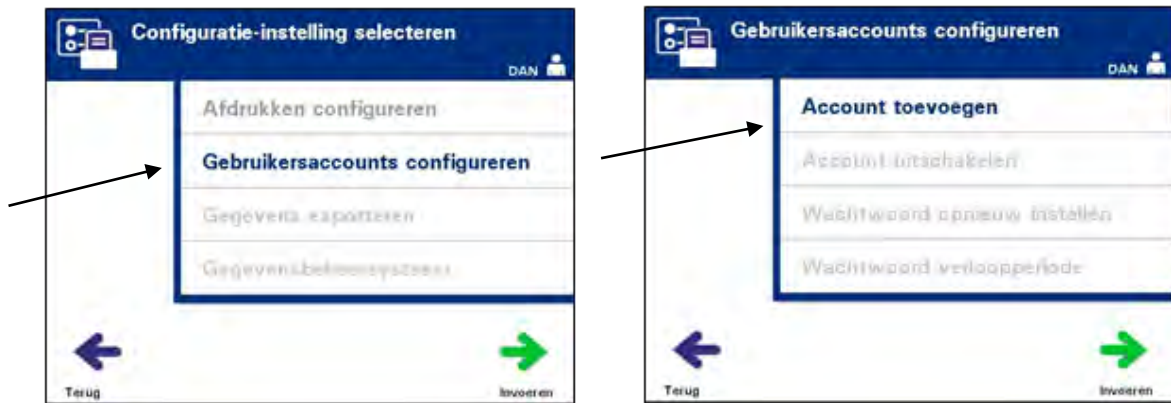 Configuratie-instelling selecteren
DAN
Afdrukken configureren
Gebruikersaccounts configureren
Gegevens exporteren
Gegevensbeheersysteem
Terug
Invoeren
Gebruikersaccounts configureren
DAN
Account toevoegen
Account uitschakelen
Wachtwoord opnieuw instellen
Wachtwoord verloopperiode
Terug
Invoeren